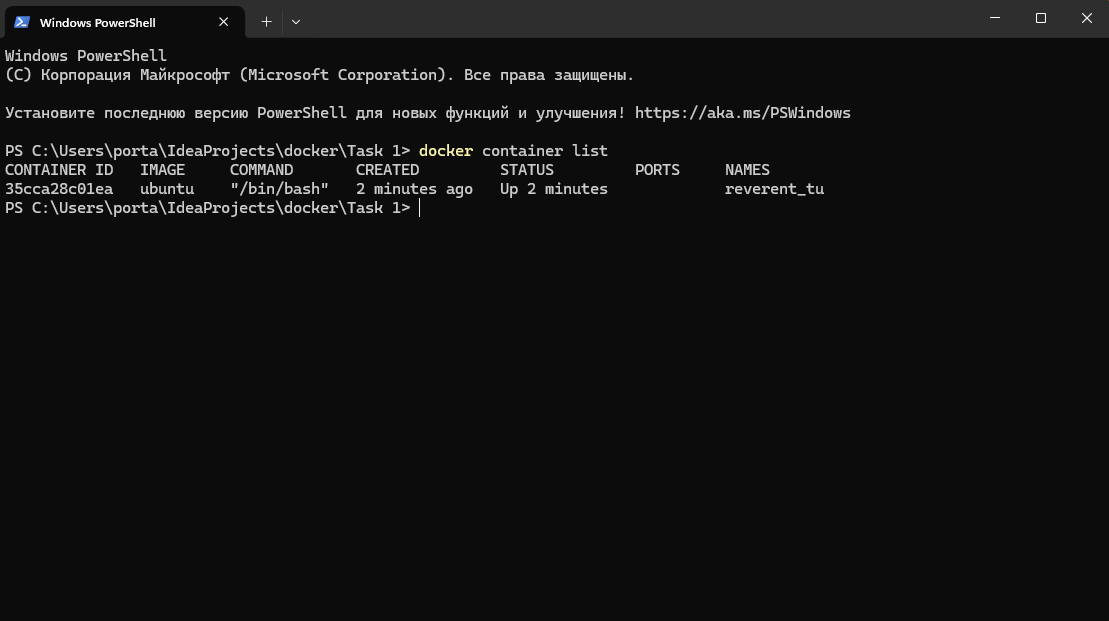 Windows PowerShell
Windows PowerShell
(C) Корпорация Майкрософт (Microsoft Corporation). Все права защищены.
Установите последнюю версию PowerShell для новых функций и улучшения! https://aka.ms/PSWindows
PS C:\Users\porta\IdeaProjects\docker\Task 1> docker container list
CONTAINER ID   IMAGE     COMMAND       CREATED         STATUS         PORTS     NAMES
35cca28c01ea   ubuntu    "/bin/bash"   2 minutes ago   Up 2 minutes             reverent_tu
PS C:\Users\porta\IdeaProjects\docker\Task 1>